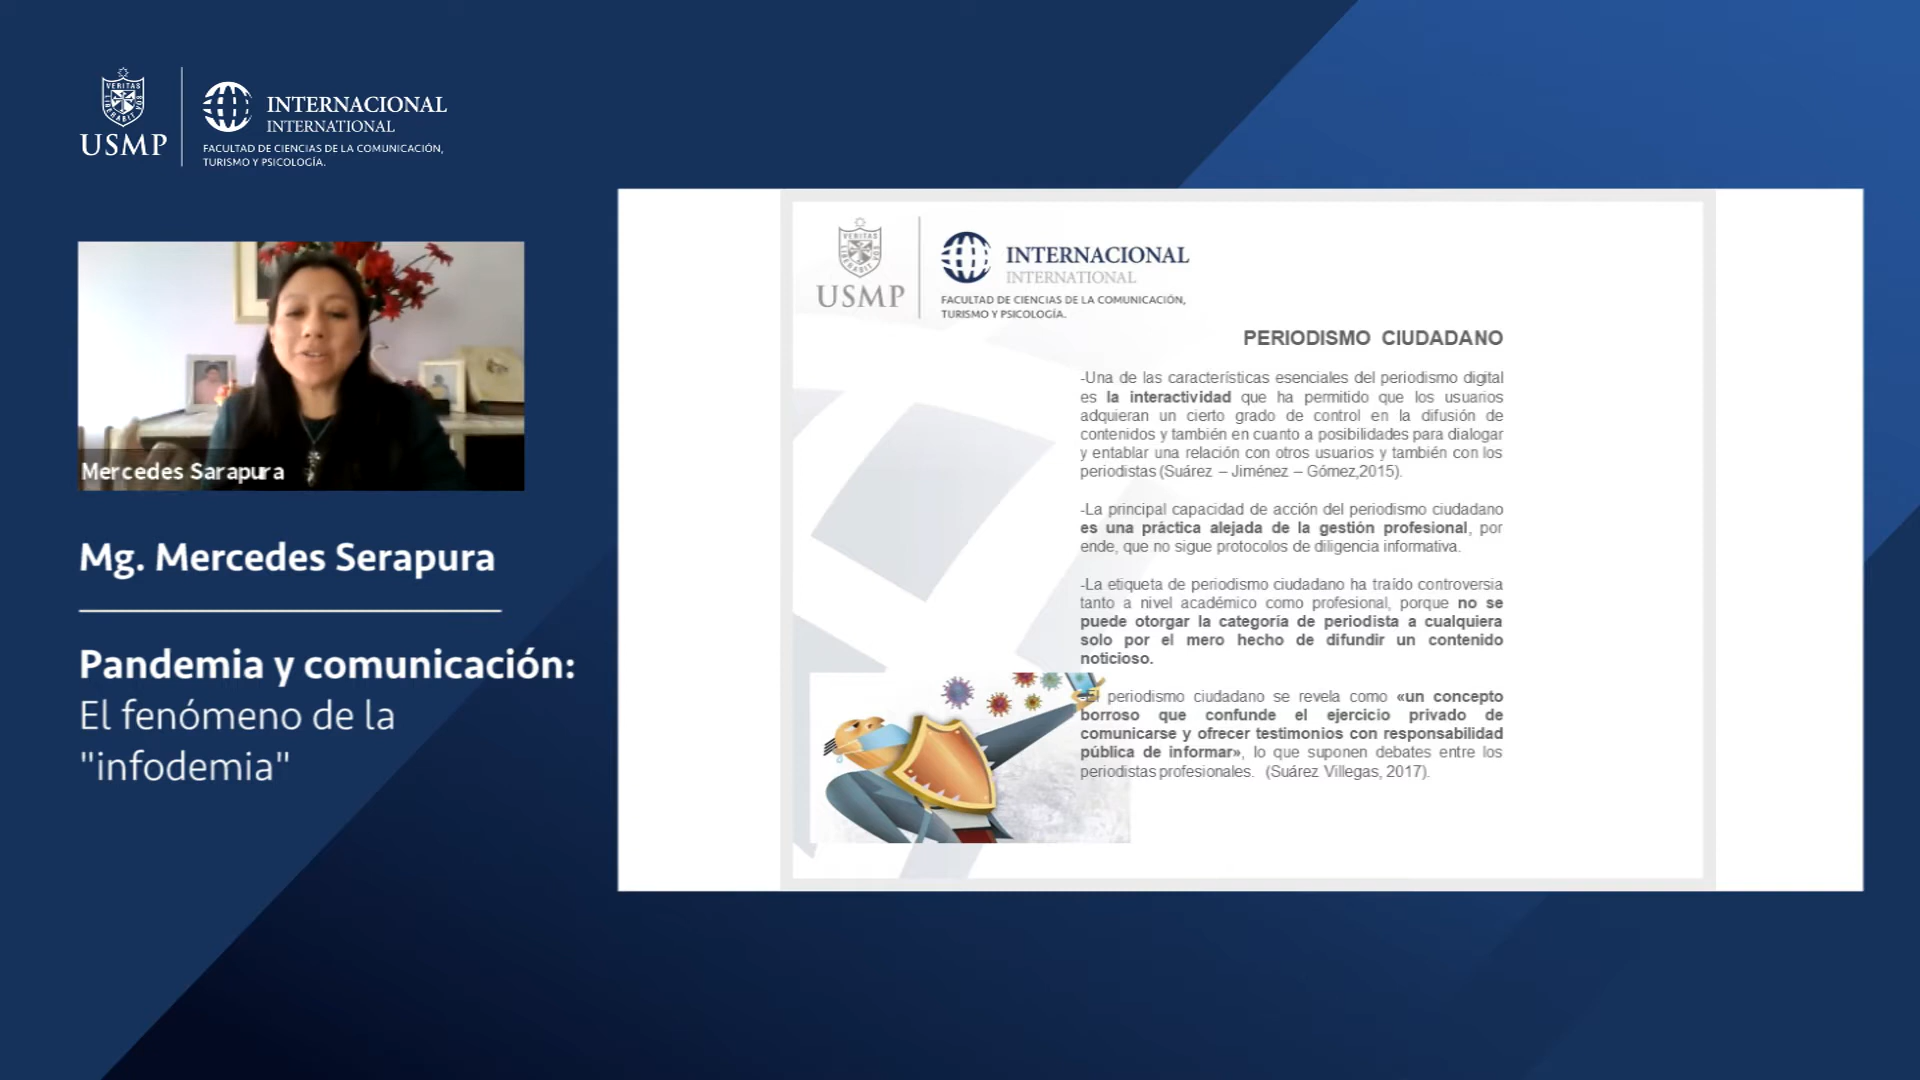 VERITAS
LIBERABIT VOS
USMP
INTERNACIONAL
INTERNATIONAL
FACULTAD DE CIENCIAS DE LA COMUNICACIÓN,
TURISMO Y PSICOLOGÍA.
Mercedes Sarapura
Mg. Mercedes Serapura
Pandemia y comunicación:
El fenómeno de la
"infodemia"
VERITAS
LIBERABIT VOS
USMP
INTERNACIONAL
INTERNATIONAL
FACULTAD DE CIENCIAS DE LA COMUNICACIÓN,
TURISMO Y PSICOLOGÍA.
PERIODISMO CIUDADANO
-Una de las características esenciales del periodismo digital
es la interactividad que ha permitido que los usuarios
adquieran un cierto grado de control en la difusión de
contenidos y también en cuanto a posibilidades para dialogar
y entablar una relación con otros usuarios y también con los
periodistas (Suárez – Jiménez – Gómez,2015).
-La principal capacidad de acción del periodismo ciudadano
es una práctica alejada de la gestión profesional, por
ende, que no sigue protocolos de diligencia informativa.
-La etiqueta de periodismo ciudadano ha traído controversia
tanto a nivel académico como profesional, porque no se
puede otorgar la categoría de periodista a cualquiera
solo por el mero hecho de difundir un contenido
noticioso.
-El periodismo ciudadano se revela como «un concepto
borroso que confunde el ejercicio privado de
comunicarse y ofrecer testimonios con responsabilidad
pública de informar», lo que suponen debates entre los
periodistas profesionales. (Suárez Villegas, 2017).